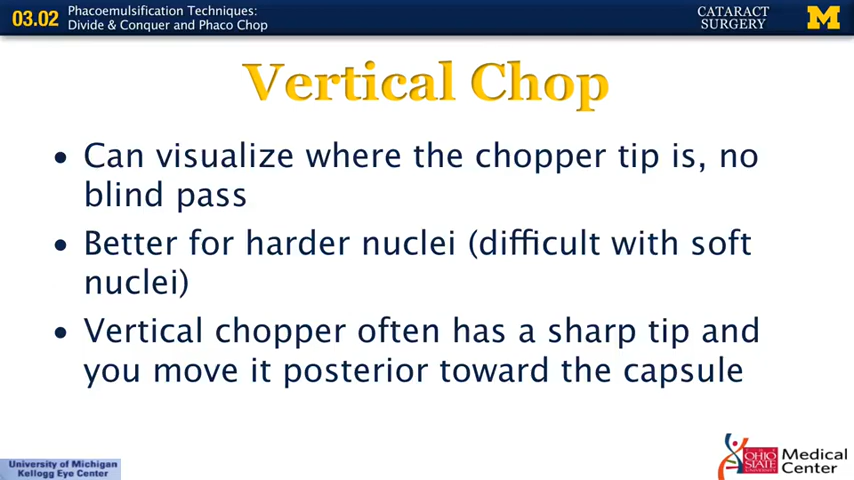 03.02
Phacoemulsification Techniques:
Divide & Conquer and Phaco Chop
CATARACT
SURGERY
M
Vertical Chop
• Can visualize where the chopper tip is, no
blind pass
• Better for harder nuclei (difficult with soft
nuclei)
• Vertical chopper often has a sharp tip and
you move it posterior toward the capsule
University of Michigan
Kellogg Eye Center
OHIO
STATE
UNIVERSITY
Medical
Center